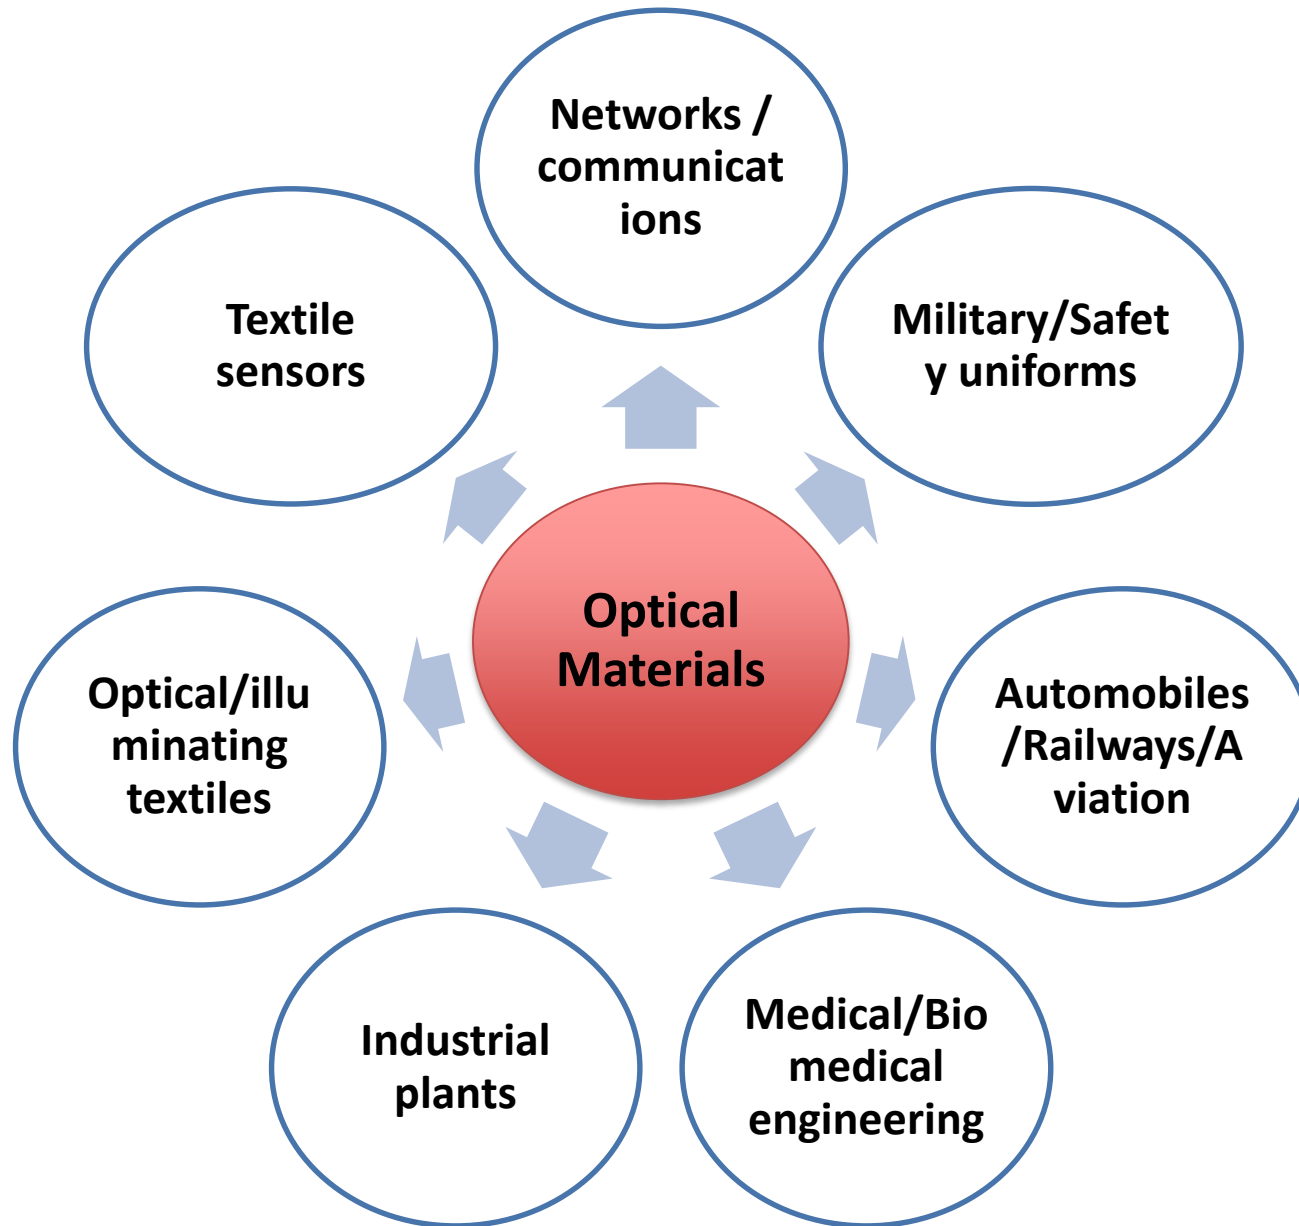 Networks /
communicat
ions
Military/Safet
y uniforms
Automobiles
/Railways/A
viation
Medical/Bio
medical
engineering
Industrial
plants
Optical/illu
minating
textiles
Textile
sensors
Optical
Materials